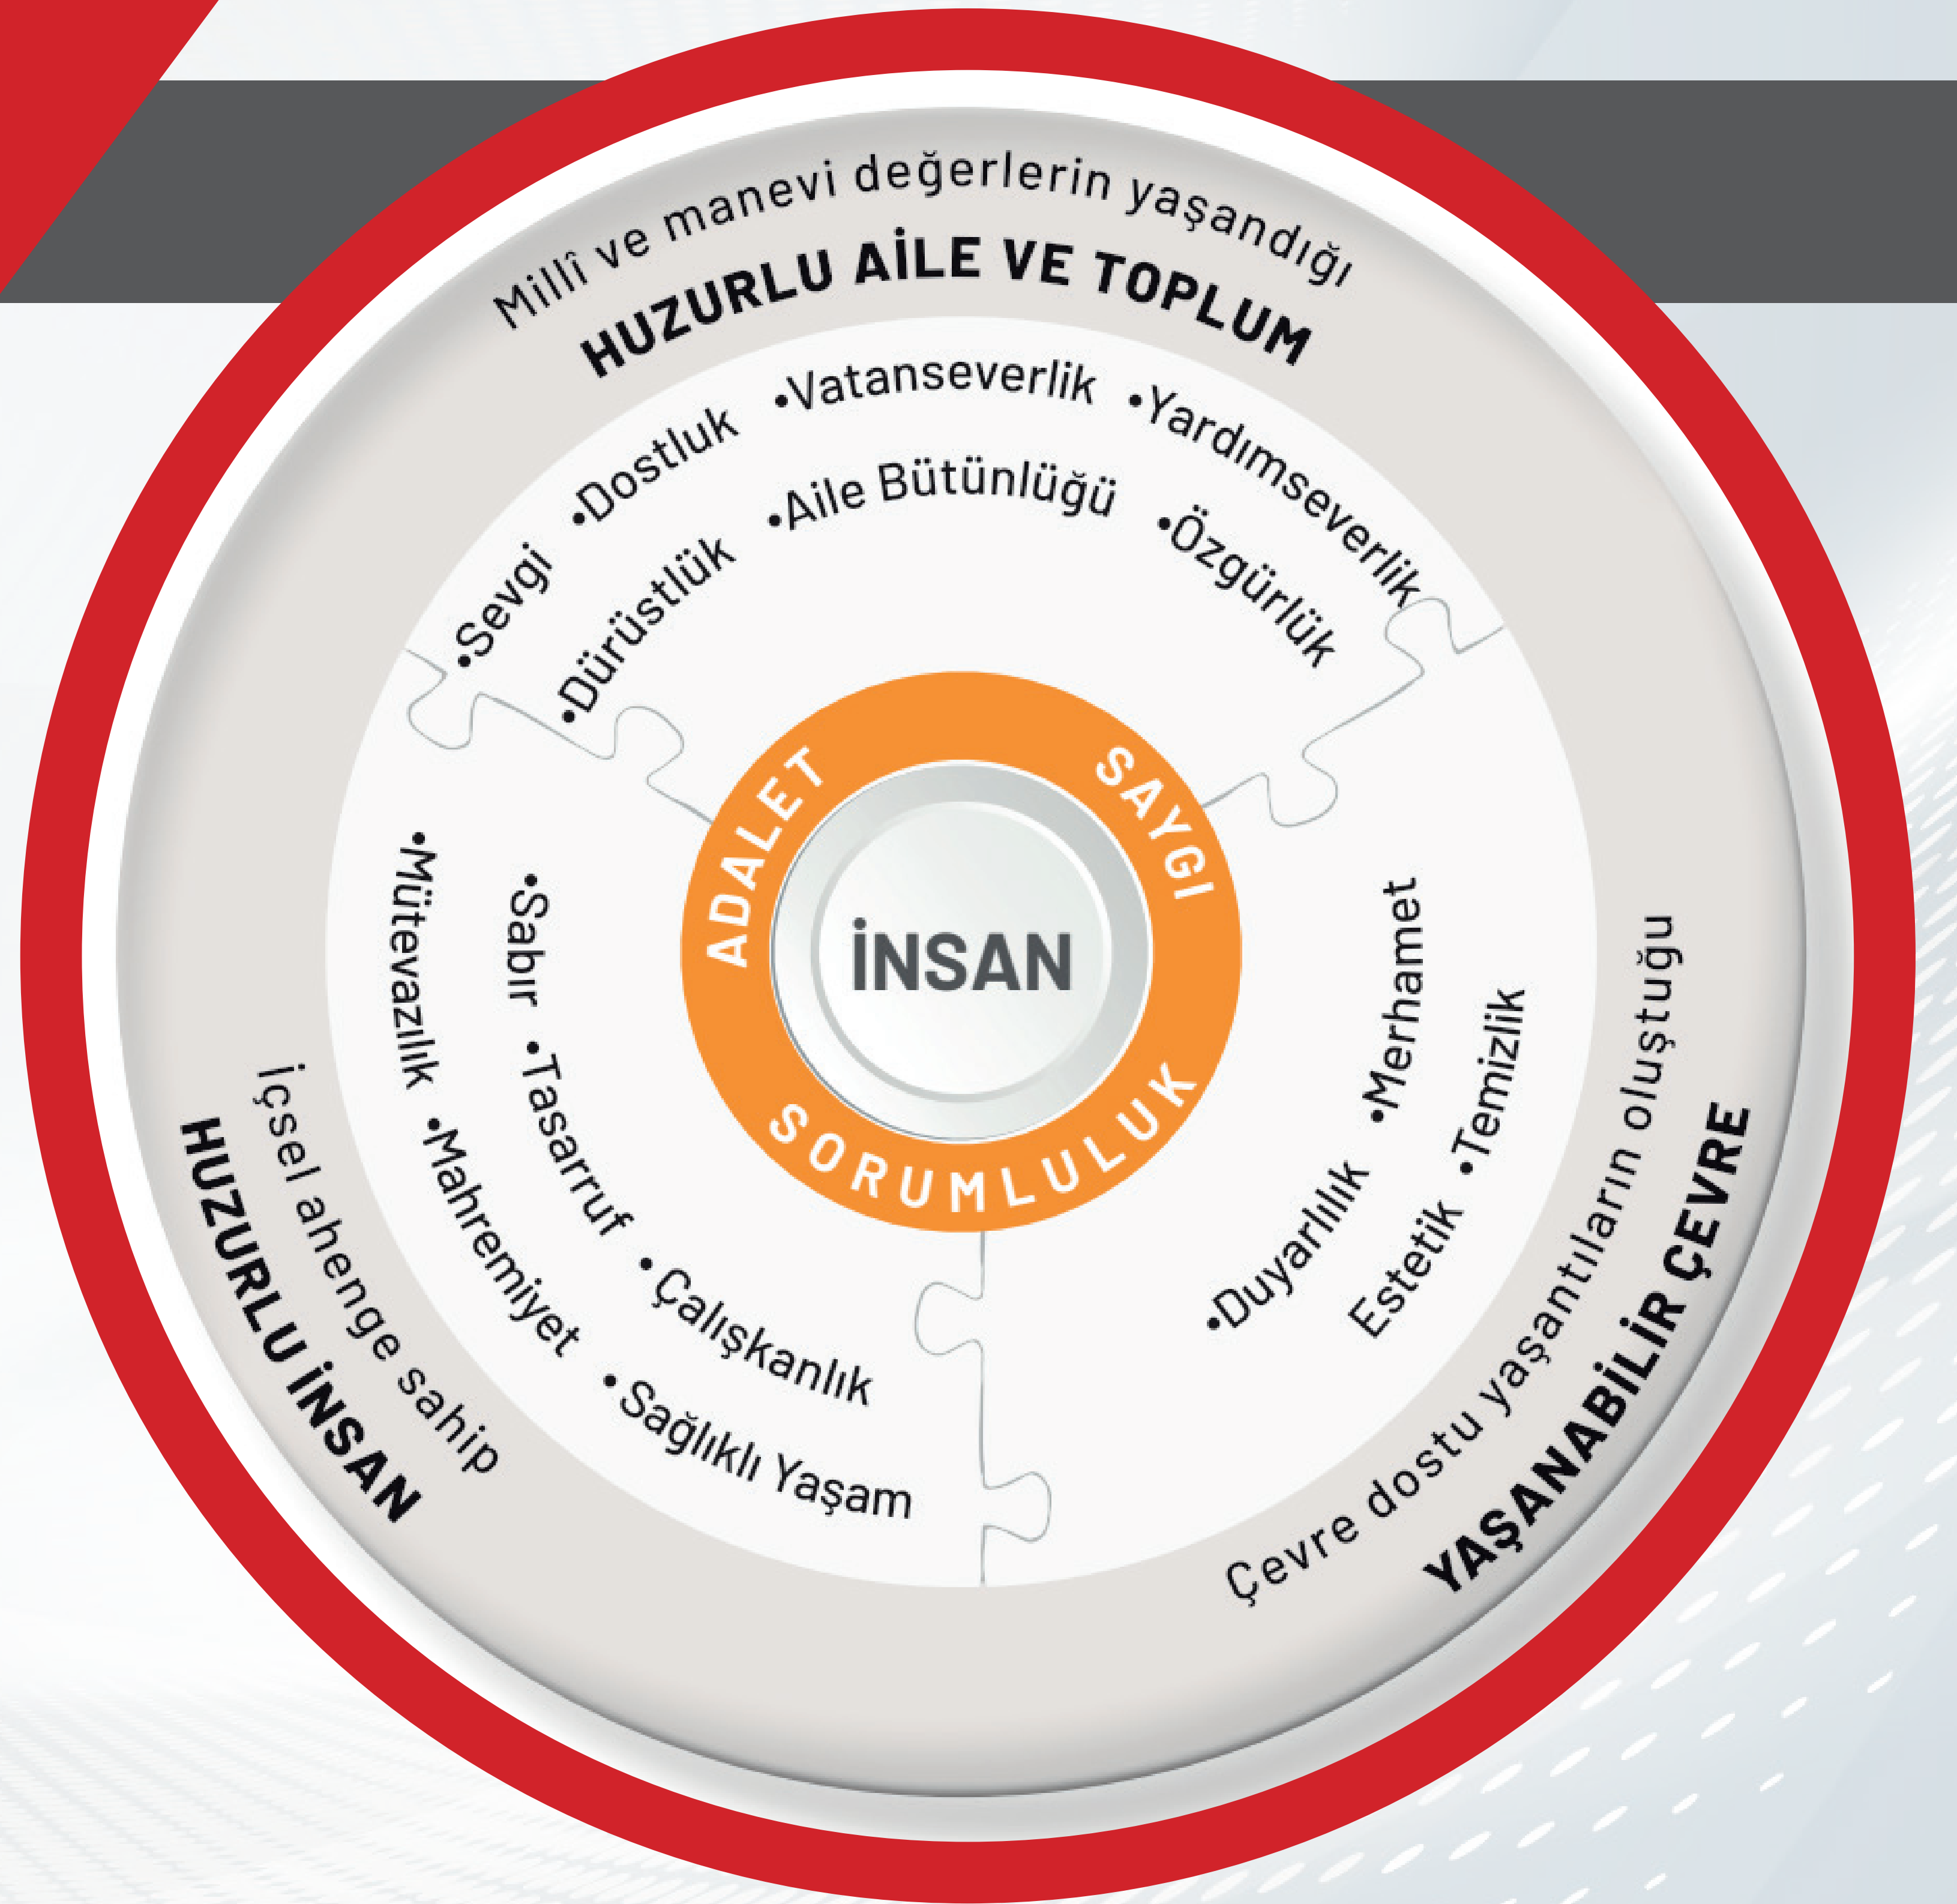 Millî ve manevi değerlerin yaşandığı
HUZURLU AİLE VE TOPLUM
•Sevgi •Dostluk •Vatanseverlik •Yardımseverlik
•Dürüstlük •Aile Bütünlüğü •Özgürlük
ADALET
SAYGI
SORUMLULUK
İNSAN
•Mütevazılık •Mahremiyet • Sağlıklı Yaşam
•Sabır •Tasarruf • Çalışkanlık
İçsel ahenge sahip
HUZURLU İNSAN
•Duyarlılık •Merhamet
Estetik •Temizlik
Çevre dostu yaşantıların oluştuğu
YAŞANABİLİR ÇEVRE